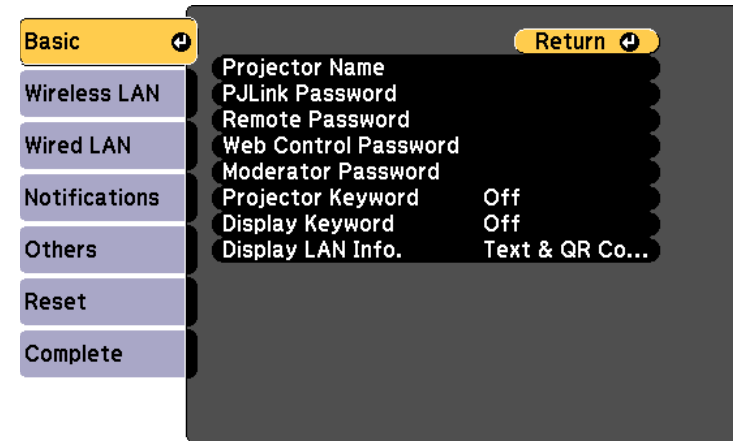 Basic
Return
Projector Name
Wireless LAN
PJLink Password
Remote Password
Wired LAN
Web Control Password
Moderator Password
Notifications
Projector Keyword Off
Display Keyword Off
Others
Display LAN Info. Text & QR Co...
Reset
Complete